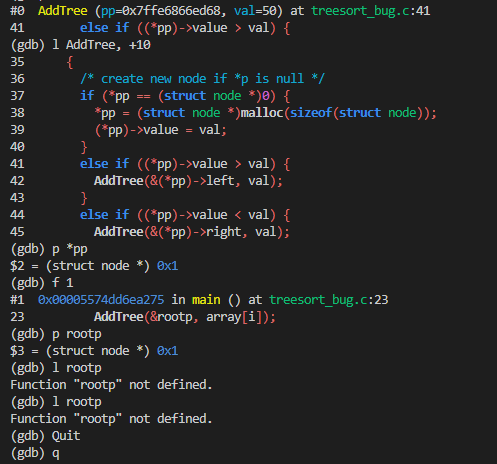 #0  AddTree (pp=0x7ffe6866ed68, val=50) at treesort_bug.c:41
41        else if ((*pp)->value > val) {
(gdb) l AddTree, +10
35      {
36        /* create new node if *p is null */
37        if (*pp == (struct node *)0) {
38          *pp = (struct node *)malloc(sizeof(struct node));
39          (*pp)->value = val;
40        }
41        else if ((*pp)->value > val) {
42          AddTree(&(*pp)->left, val);
43        }
44        else if ((*pp)->value < val) {
45          AddTree(&(*pp)->right, val);
(gdb) p *pp
$2 = (struct node *) 0x1
(gdb) f 1
#1  0x00005574dd6ea275 in main () at treesort_bug.c:23
23          AddTree(&rootp, array[i]);
(gdb) p rootp
$3 = (struct node *) 0x1
(gdb) l rootp
Function "rootp" not defined.
(gdb) l rootp
Function "rootp" not defined.
(gdb) Quit
(gdb) q